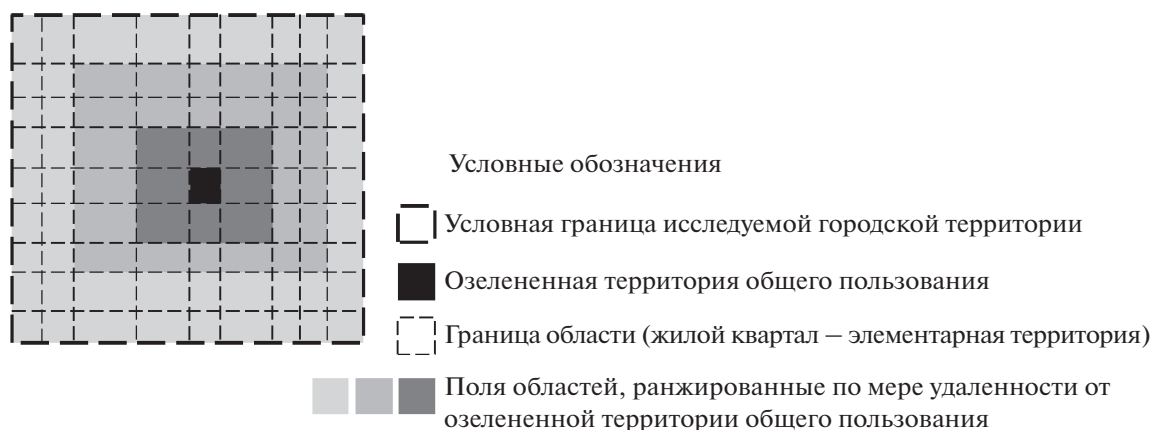 Условные обозначения
Условная граница исследуемой городской территории
Озелененная территория общего пользования
Граница области (жилой квартал – элементарная территория)
Поля областей, ранжированные по мере удаленности от
озелененной территории общего пользования